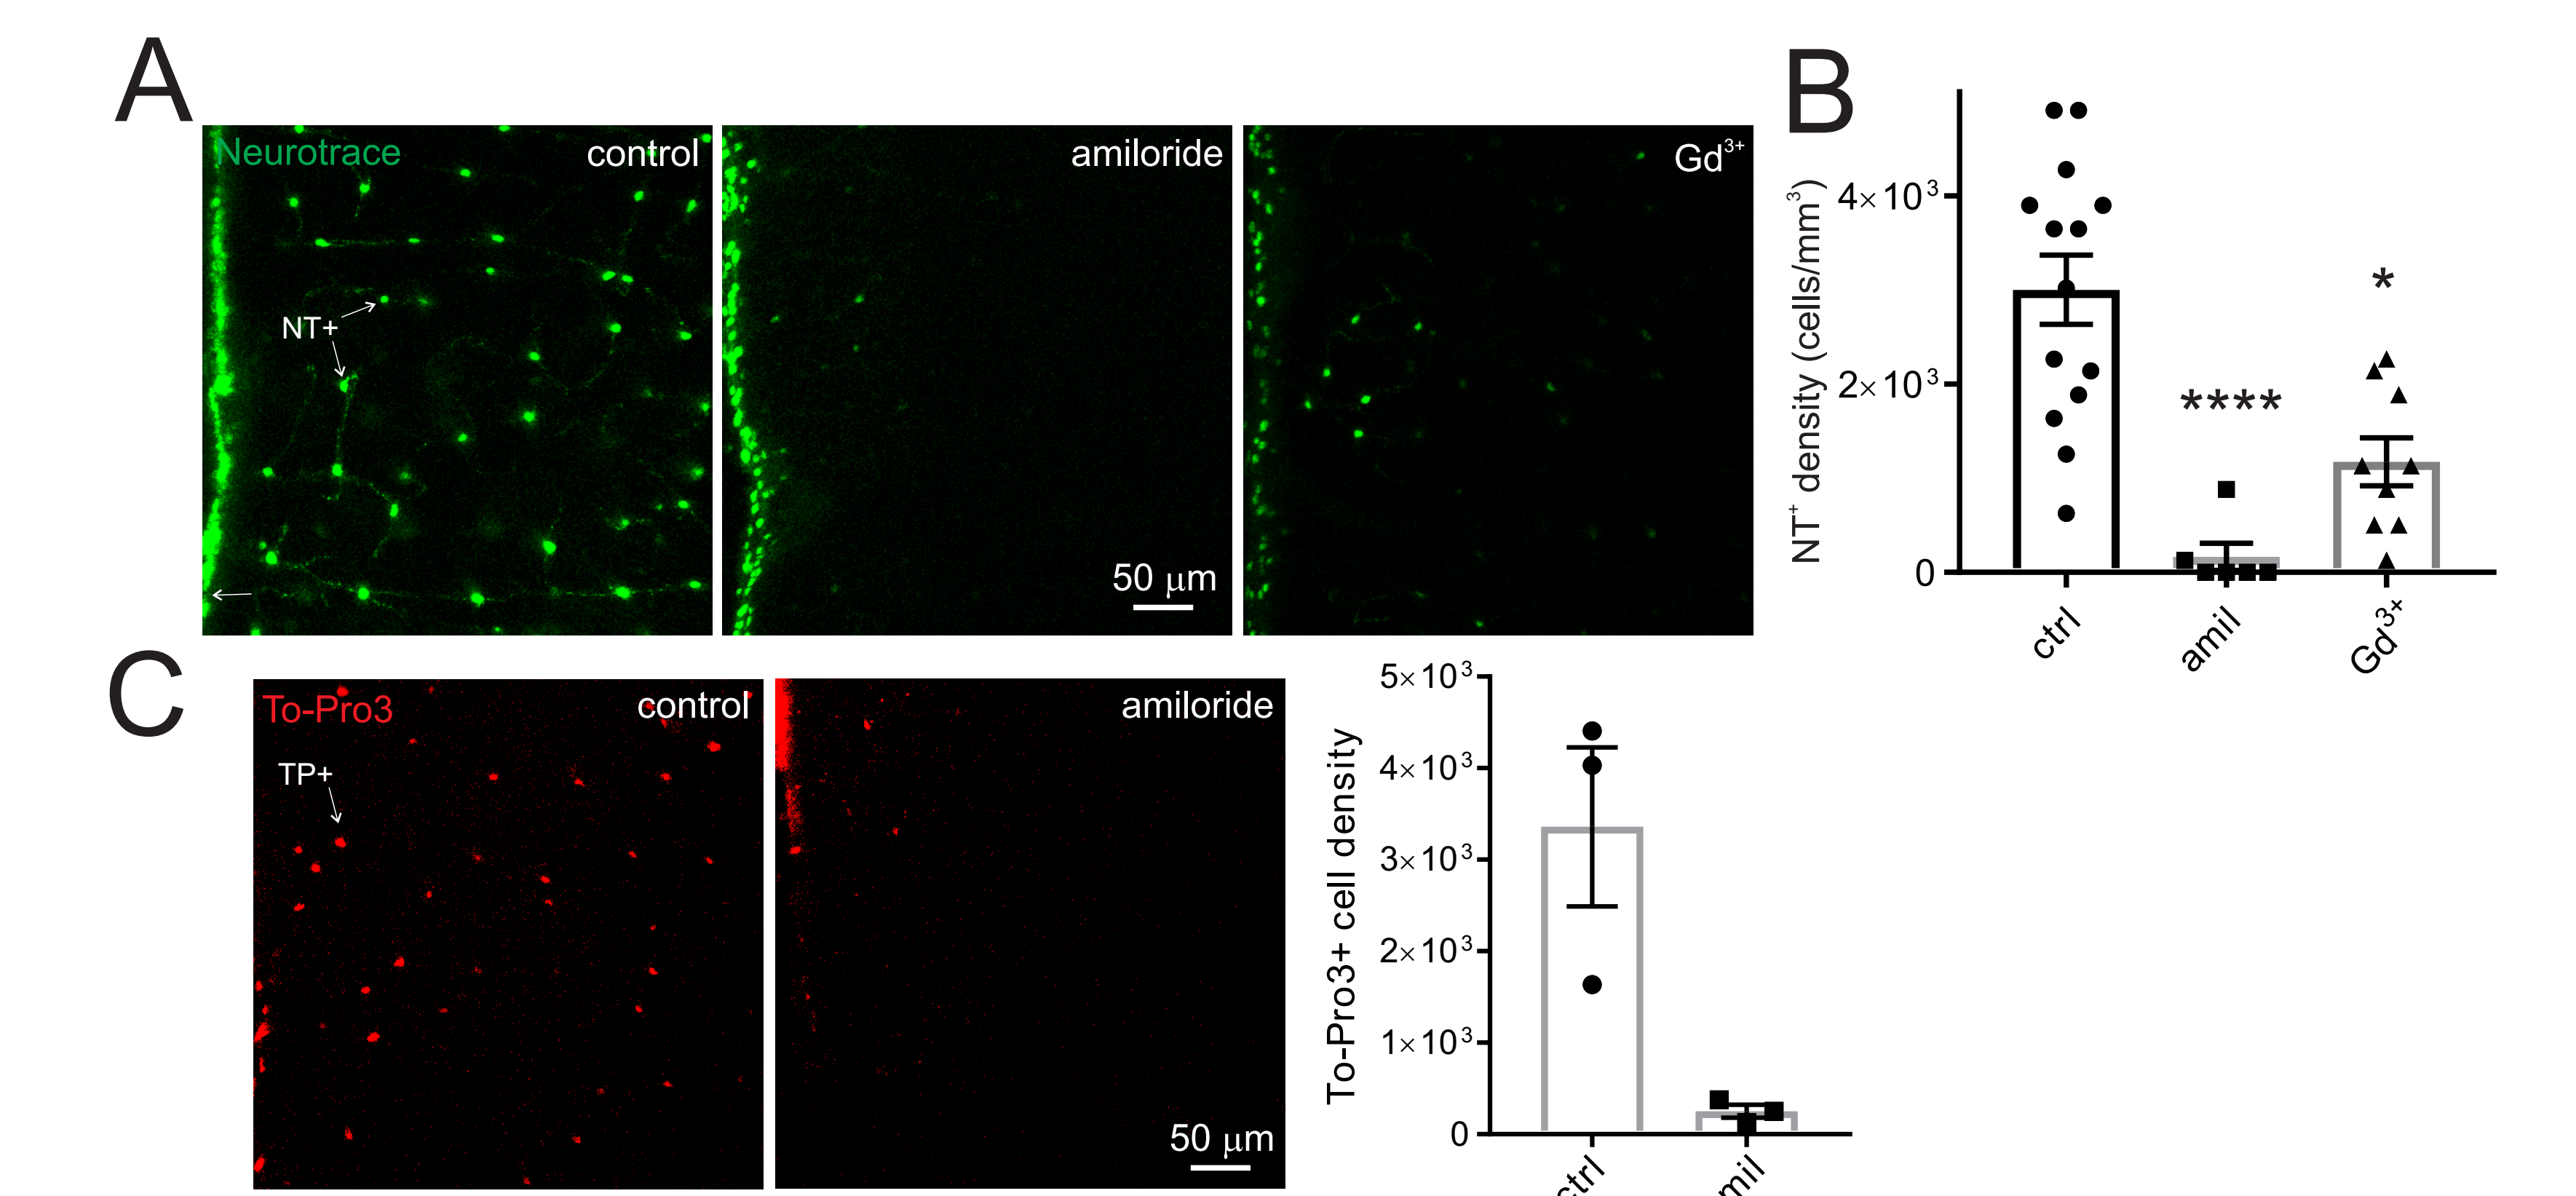 A
Neurotrace
control
NT+
amiloride
50 µm
Gd³⁺
B
NT⁺ density (cells/mm³)
4×10³
2×10³
0
****
*
ctrl
amil
Gd³⁺
C
To-Pro3
control
TP+
amiloride
50 µm
To-Pro3+ cell density
5×10³
4×10³
3×10³
2×10³
1×10³
0
ctrl
mil